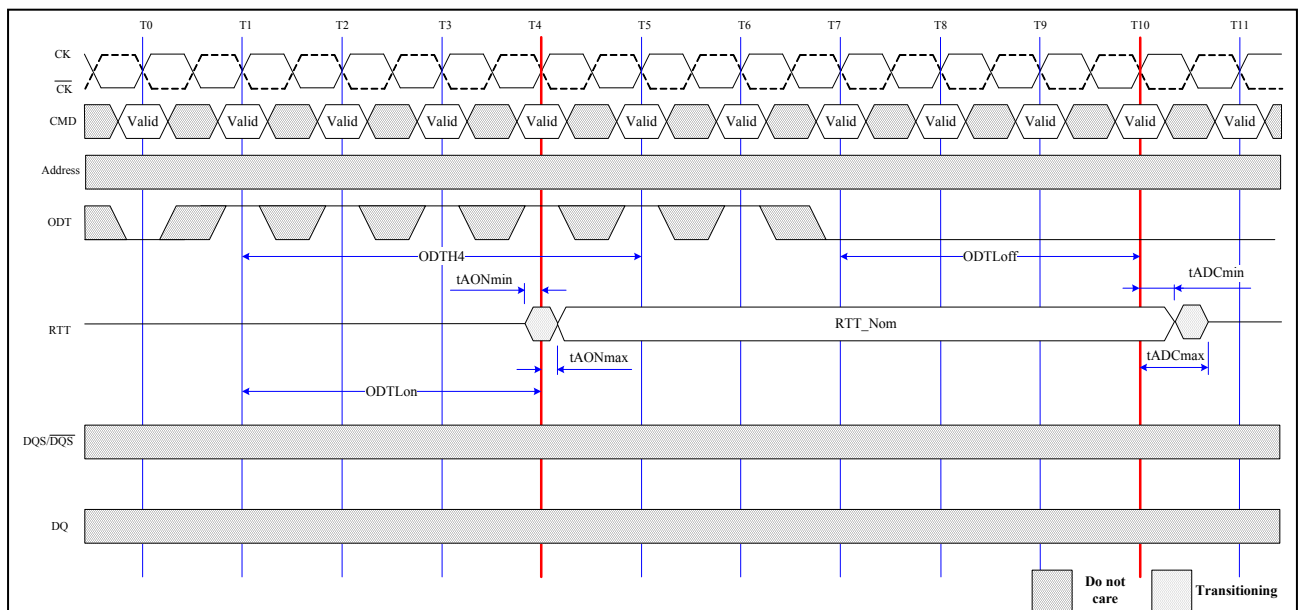 T0 T1 T2 T3 T4 T5 T6 T7 T8 T9 T10 T11
CK
CK
CMD Valid Valid Valid Valid Valid Valid Valid Valid Valid Valid Valid Valid
Address
ODT
ODTH4 ODTLoff
tAONmin tADCmin
RTT RTT_Nom
tAONmax tADCmax
ODTLon
DQS/DQS
DQ
Do not
care
Transitioning